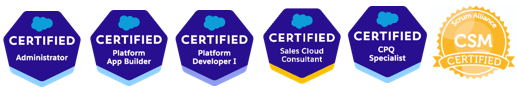 CERTIFIED
Administrator
CERTIFIED
Platform
App Builder
CERTIFIED
Platform
Developer I
CERTIFIED
Sales Cloud
Consultant
CERTIFIED
CPQ
Specialist
Scrum Alliance
CSM
CERTIFIED